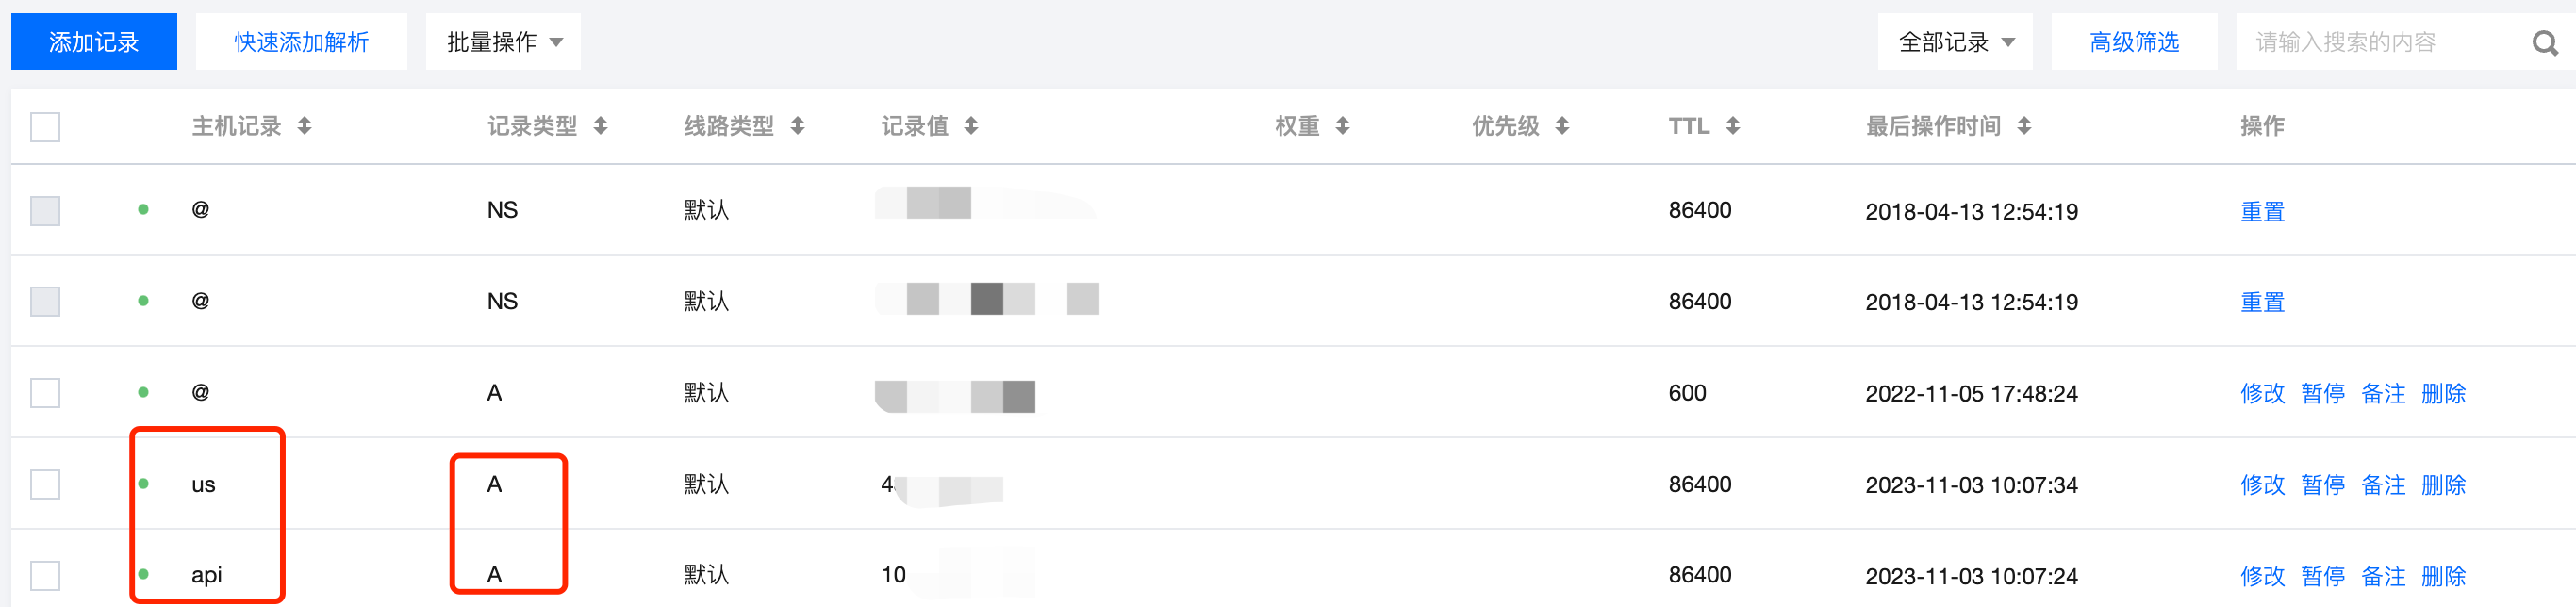 添加记录 快速添加解析 批量操作 全部记录 高级筛选 请输入搜索的内容
主机记录 记录类型 线路类型 记录值 权重 优先级 TTL 最后操作时间 操作
@ NS 默认 86400 2018-04-13 12:54:19 重置
@ NS 默认 86400 2018-04-13 12:54:19 重置
@ A 默认 600 2022-11-05 17:48:24 修改 暂停 备注 删除
us A 默认 4 86400 2023-11-03 10:07:34 修改 暂停 备注 删除
api A 默认 10 86400 2023-11-03 10:07:24 修改 暂停 备注 删除